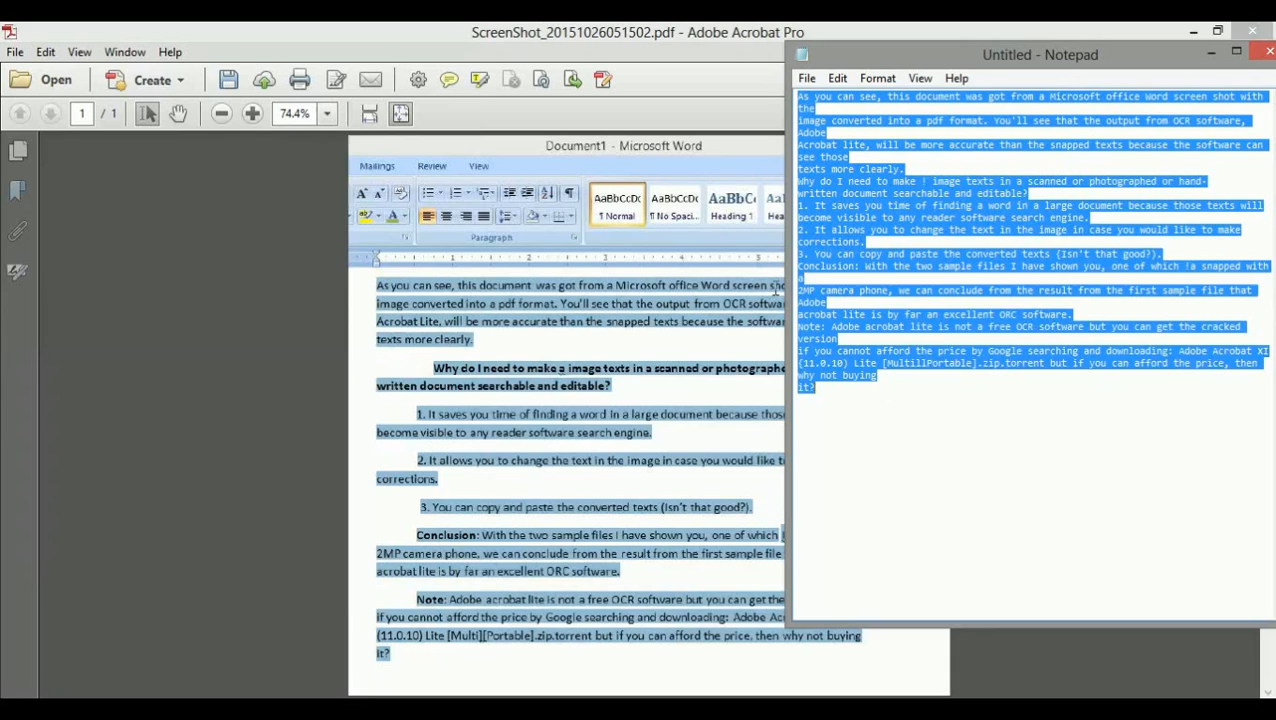 ScreenShot_20151026051502.pdf - Adobe Acrobat Pro
File Edit View Window Help
Open Create
1 / 1 74.4%
Document1 - Microsoft Word
Mailings Review View
AaBbCcDc AaBbCcDc AaBbCc
¶ Normal ¶ No Spaci... Heading 1
Paragraph
1 2 3 4 5
As you can see, this document was got from a Microsoft office Word screen
image converted into a pdf format. You'll see that the output from OCR
Acrobat Lite, will be more accurate than the snapped texts because the
texts more clearly.
Why do I need to make a image texts in a scanned or
written document searchable and editable?
1. It saves you time of finding a word in a large document because
become visible to any reader software search engine.
2. It allows you to change the text in the image in case you would like
corrections.
3. You can copy and paste the converted texts (Isn't that good?).
Conclusion: With the two sample files I have shown you, one of which
2MP camera phone, we can conclude from the result from the first sample file
acrobat lite is by far an excellent ORC software.
Note: Adobe acrobat lite is not a free OCR software but you can get the
if you cannot afford the price by Google searching and downloading: Adobe
(11.0.10) Lite [Multi][Portable].zip.torrent but if you can afford the price, then why not buying
it?
Untitled - Notepad
File Edit Format View Help
As you can see, this document was got from a Microsoft office Word screen shot with
the
image converted into a pdf format. You'll see that the output from OCR software,
Adobe
Acrobat lite, will be more accurate than the snapped texts because the software can
see those
texts more clearly.
Why do I need to make ! image texts in a scanned or photographed or hand-
written document searchable and editable?
1. It saves you time of finding a word in a large document because those texts will
become visible to any reader software search engine.
2. It allows you to change the text in the image in case you would like to make
corrections.
3. You can copy and paste the converted texts {Isn't that good?).
Conclusion: With the two sample files I have shown you, one of which !a snapped with
a
2MP camera phone, we can conclude from the result from the first sample file that
Adobe
acrobat lite is by far an excellent ORC software.
Note: Adobe acrobat lite is not a free OCR software but you can get the cracked
version
if you cannot afford the price by Google searching and downloading: Adobe Acrobat XI
{11.0.10) Lite [MultillPortable].zip.torrent but if you can afford the price, then
why not buying
it?